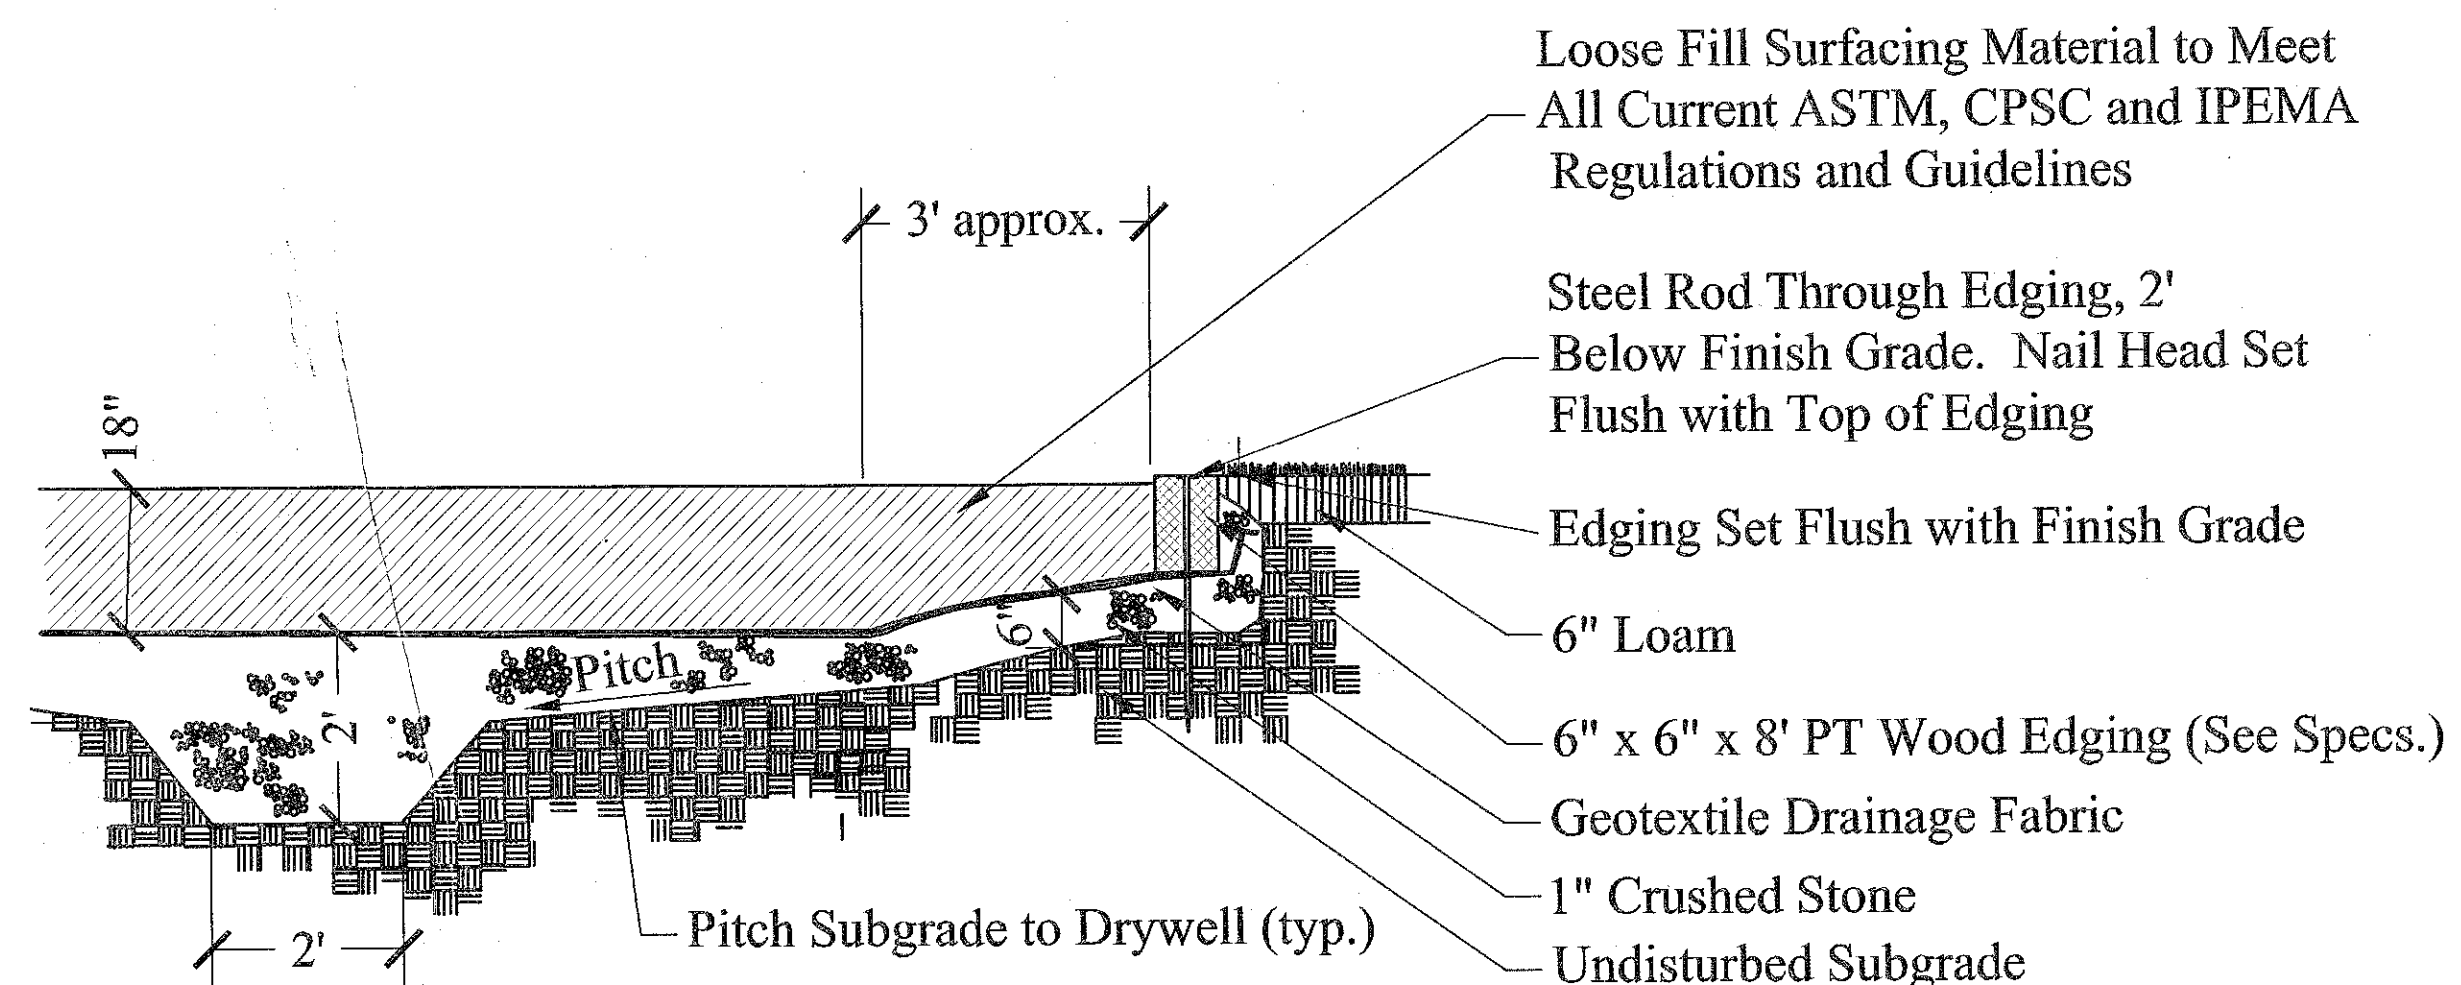 Loose Fill Surfacing Material to Meet
All Current ASTM, CPSC and IPEMA
Regulations and Guidelines
3' approx.
Steel Rod Through Edging, 2'
Below Finish Grade. Nail Head Set
Flush with Top of Edging
18"
Edging Set Flush with Finish Grade
6" Loam
6"
Pitch
2'
6" x 6" x 8' PT Wood Edging (See Specs.)
Geotextile Drainage Fabric
1" Crushed Stone
Pitch Subgrade to Drywell (typ.)
2'
Undisturbed Subgrade